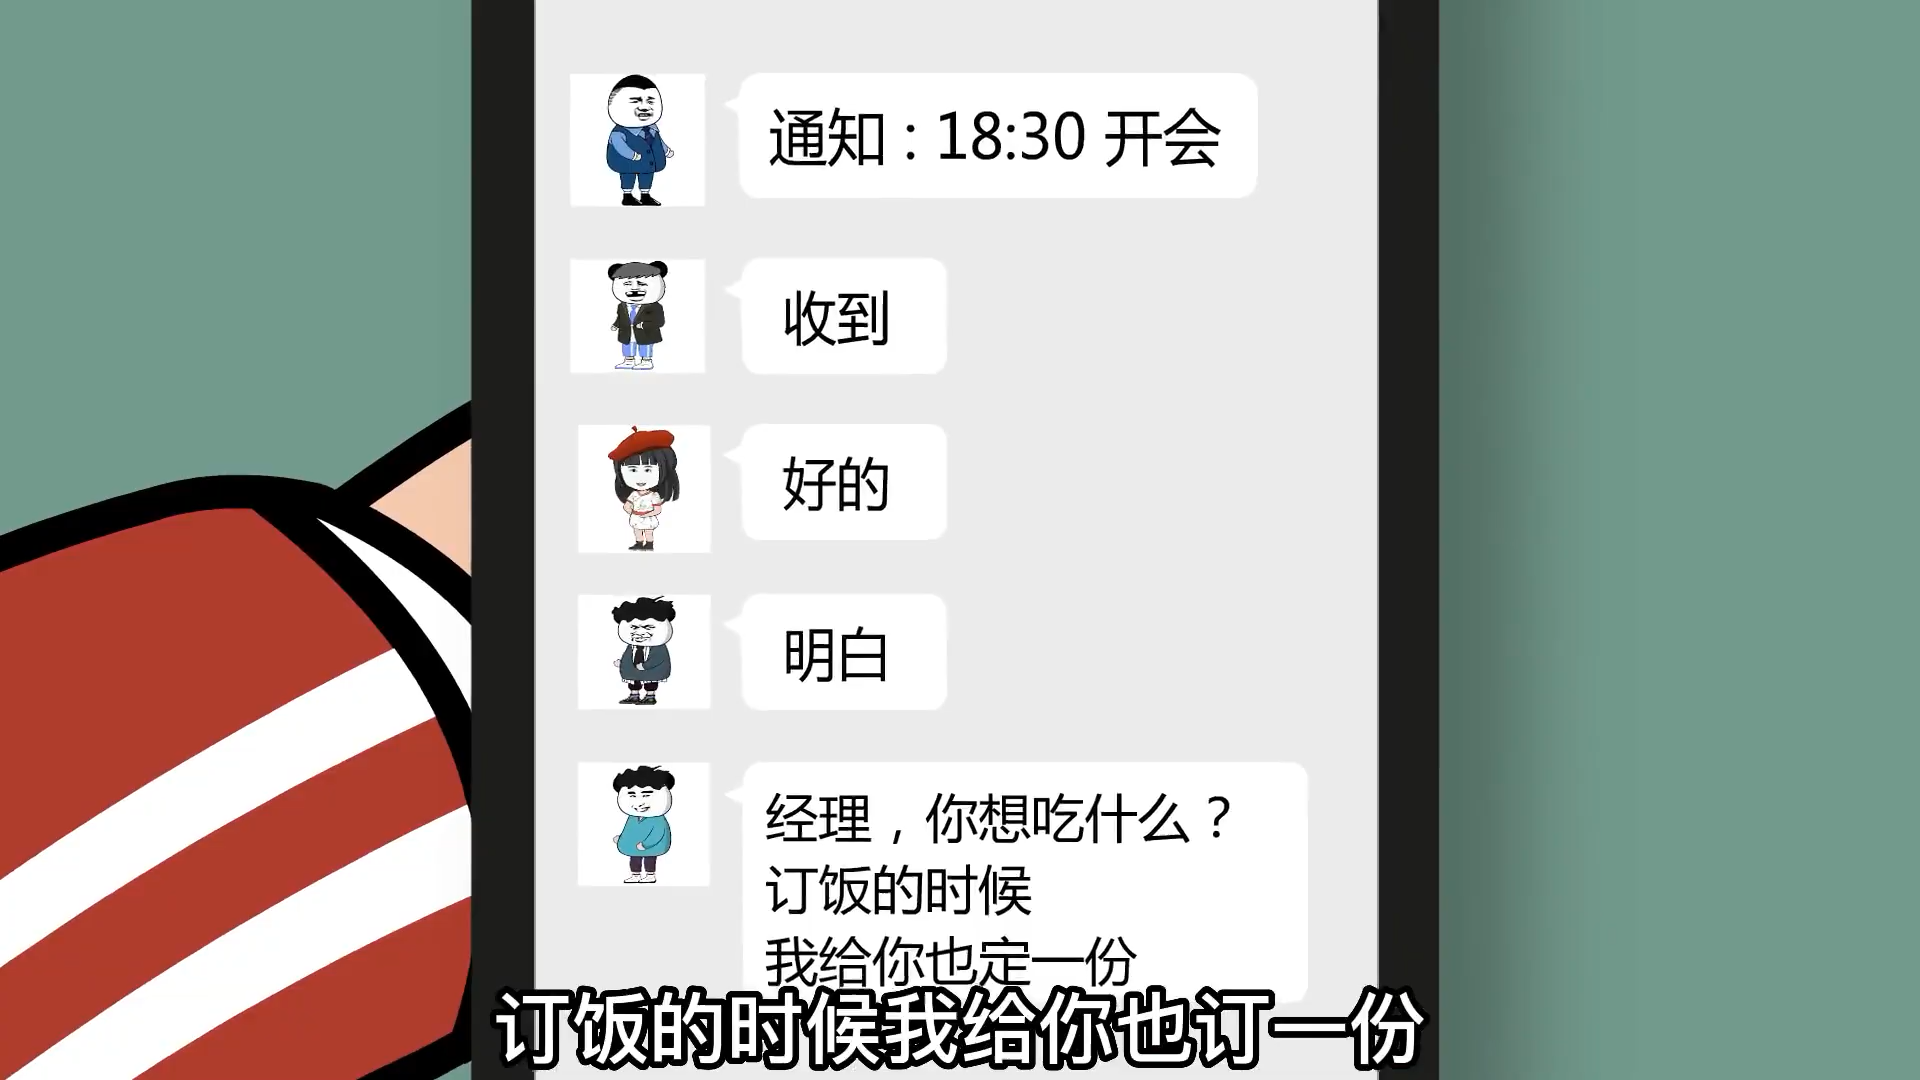 通知：18:30 开会
收到
好的
明白
经理，你想吃什么？
订饭的时候
我给你也定一份
订饭的时候我给你也订一份